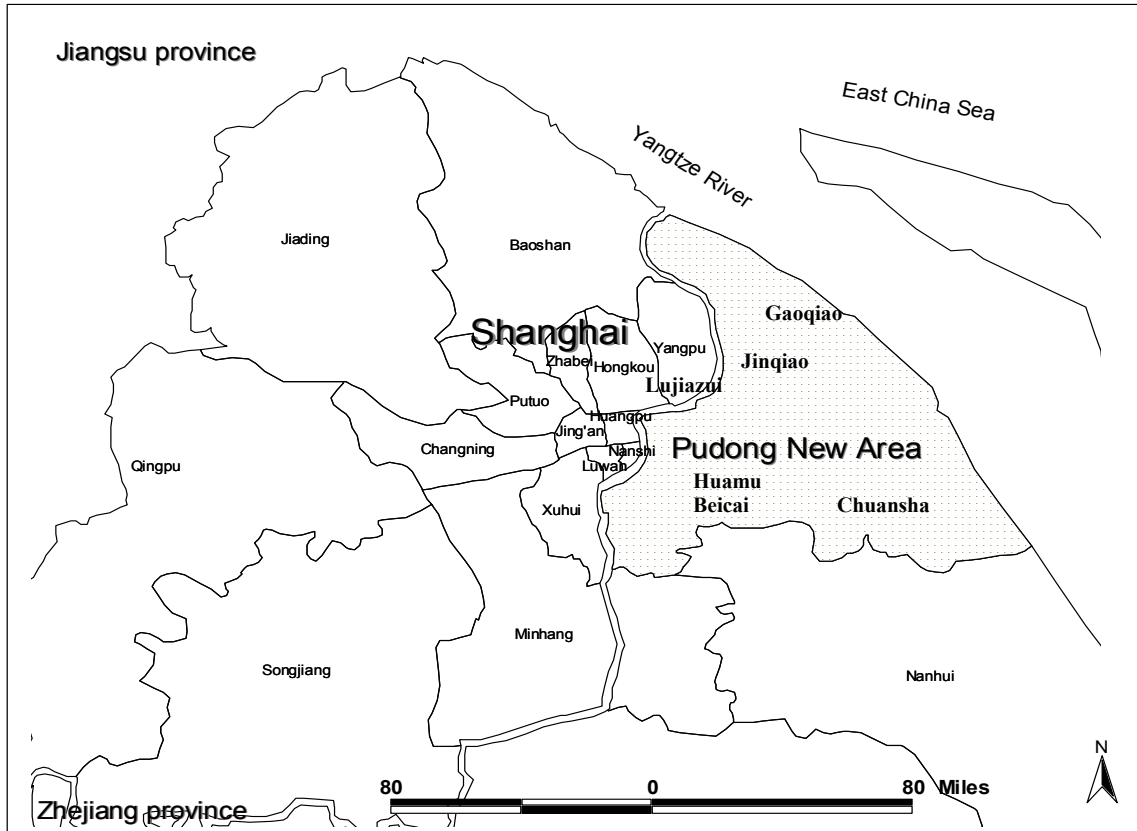 Jiangsu province
East China Sea
Yangtze River
Jiading
Baoshan
Gaoqiao
Shanghai
Zhabei
Hongkou
Yangpu
Jinqiao
Lujiazui
Putuo
Huangpu
Jing'an
Changning
Nanshi
Pudong New Area
Qingpu
Luwan
Huamu
Beicai
Chuansha
Xuhui
Minhang
Songjiang
Nanhui
N
80 0 80 Miles
Zhejiang province